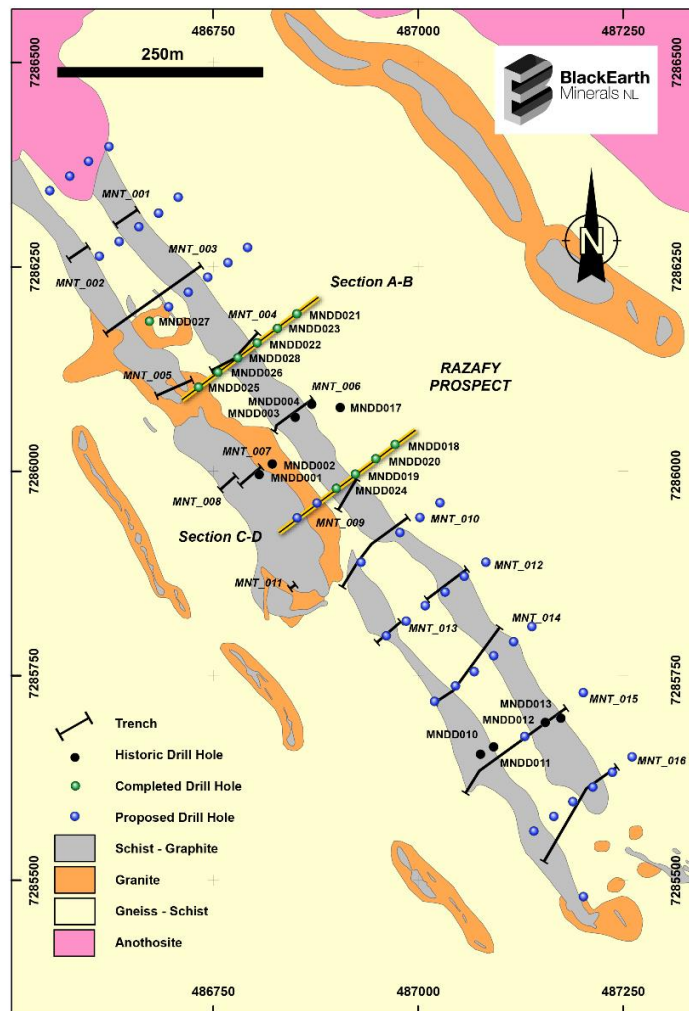 486750
487000
487250
7286500
7286500
250m
BlackEarth
Minerals NL
N
MNT_001
MNT_002
MNT_003
7286250
7286250
Section A-B
MNT_004
MNDD021
MNDD023
MNDD027
MNDD022
MNDD028
MNT_005
MNDD026
MNDD025
RAZAFY
PROSPECT
MNT_006
MNDD004
MNDD003
MNDD017
MNDD018
7286000
7286000
MNT_007
MNDD002
MNDD020
MNDD001
MNDD019
MNT_008
MNDD024
MNT_009
MNT_010
Section C-D
MNT_012
MNT_011
MNT_013
MNT_014
7285750
7285750
MNT_015
MNDD013
MNDD012
MNDD010
MNDD011
MNT_016
Trench
Historic Drill Hole
Completed Drill Hole
Proposed Drill Hole
Schist - Graphite
Granite
Gneiss - Schist
Anothosite
7285500
7285500
486750
487000
487250